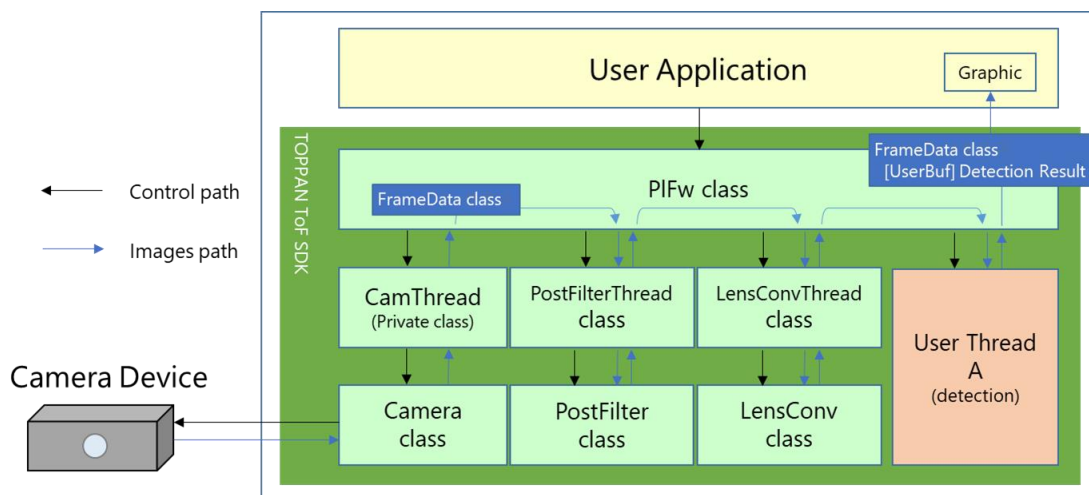 User Application
Graphic
TOPPAN ToF SDK
FrameData class
[UserBuf] Detection Result
PIFw class
FrameData class
Control path
Images path
CamThread
(Private class)
PostFilterThread
class
LensConvThread
class
User Thread
A
(detection)
Camera Device
Camera
class
PostFilter
class
LensConv
class